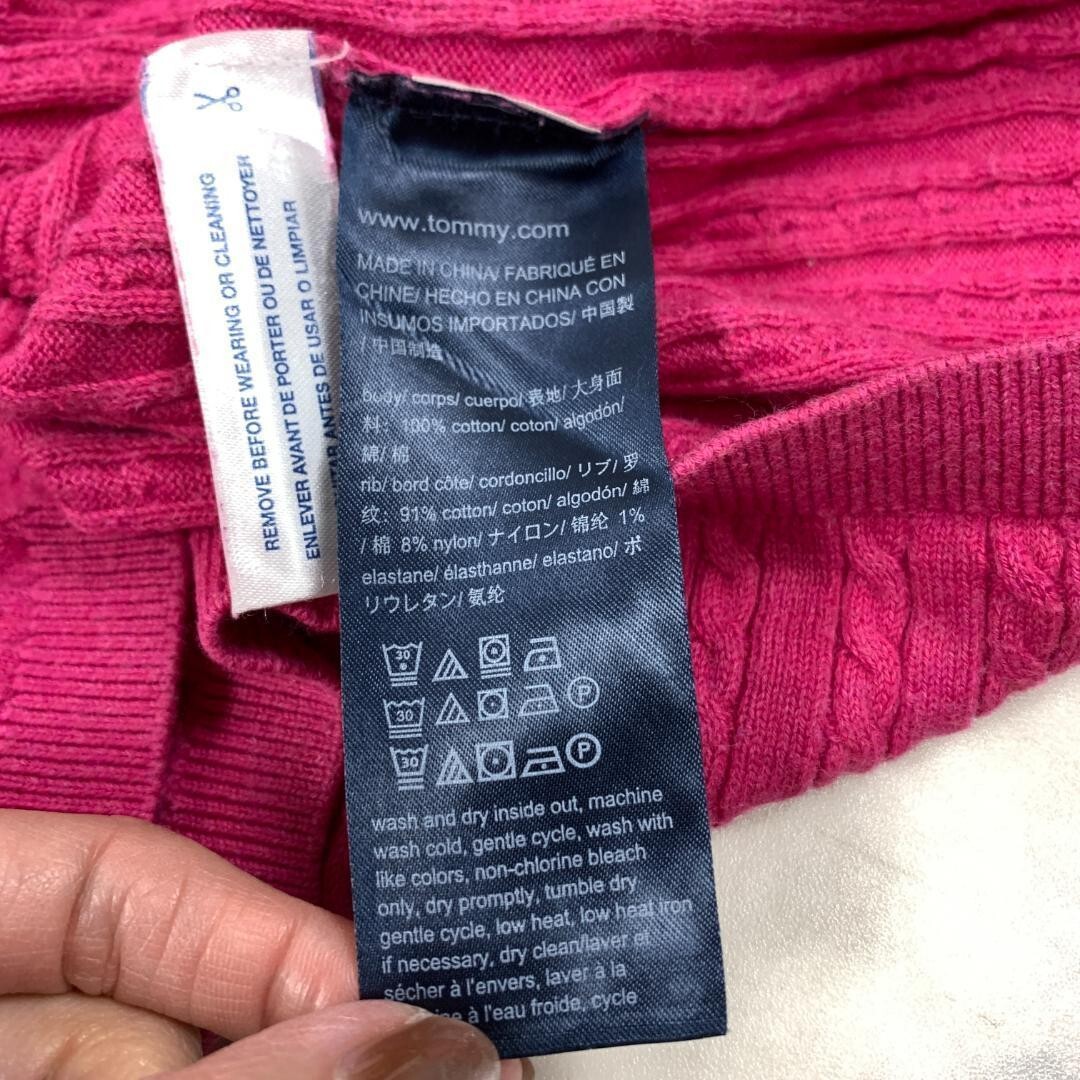 REMOVE BEFORE WEARING OR CLEANING
ENLEVER AVANT DE PORTER OU DE NETTOYER
ANTES DE USAR O LIMPIAR
www.tommy.com
MADE IN CHINA/ FABRIQUÉ EN
CHINE/ HECHO EN CHINA CON
INSUMOS IMPORTADOS/ 中国製
/ 中国制造
body/ corps/ cuerpo/ 表地/ 大身面
料: 100% cotton/ coton/ algodón/
綿/ 棉
rib/ bord côte/ cordoncillo/ リブ/ 罗
纹: 91% cotton/ coton/ algodón/ 綿
/ 棉 8% nylon/ ナイロン/ 锦纶 1%
elastane/ élasthanne/ elastano/ ポ
リウレタン/ 氨纶
30
30 P
30 P
wash and dry inside out, machine
wash cold, gentle cycle, wash with
like colors, non-chlorine bleach
only, dry promptly, tumble dry
gentle cycle, low heat, low heat iron
if necessary, dry clean/laver et
sécher à l'envers, laver à la
à l'eau froide, cycle